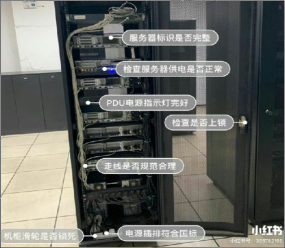 服务器标识是否完整
检查服务器供电是否正常
PDU电源指示灯完好
检查是否上锁
走线是否规范合理
机柜滑轮是否锁死
电源插排符合国标
小红书